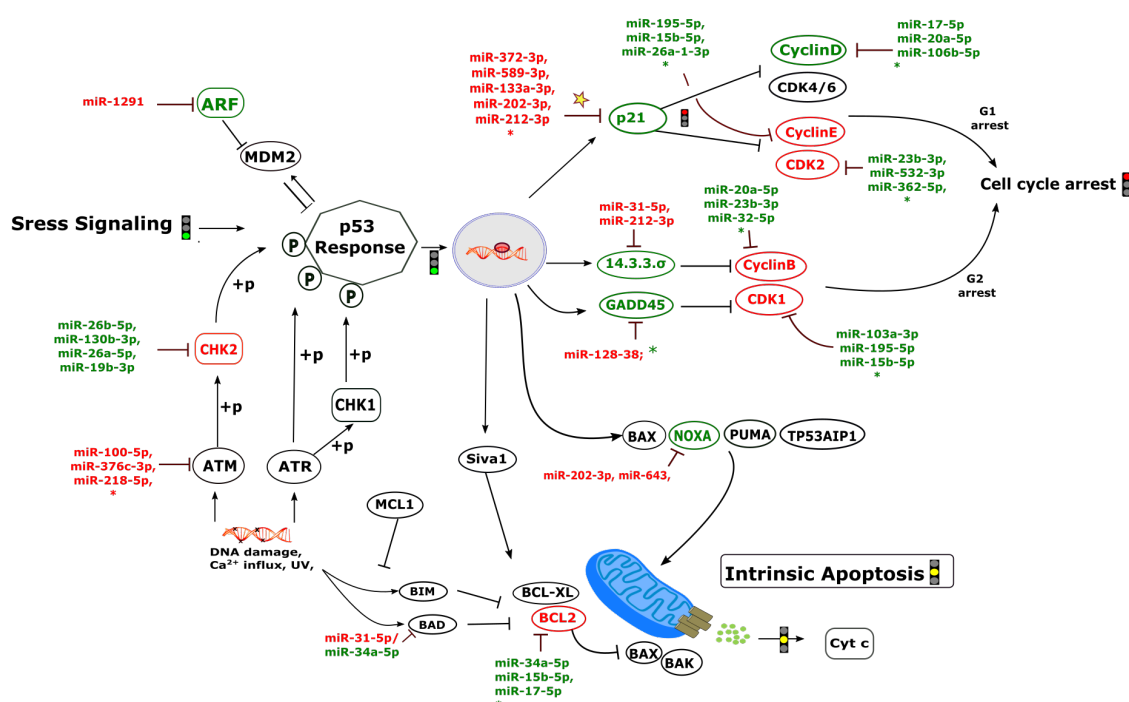 miR-195-5p,
miR-15b-5p,
miR-26a-1-3p
*
miR-17-5p
miR-20a-5p
miR-106b-5p
*
CyclinD
CDK4/6
miR-372-3p,
miR-589-3p,
miR-133a-3p,
miR-202-3p,
miR-212-3p
*
p21
CyclinE
CDK2
G1
arrest
miR-23b-3p,
miR-532-3p
miR-362-5p,
*
Cell cycle arrest
miR-1291
ARF
MDM2
Sress Signaling
p53
Response
P
P
P
miR-31-5p,
miR-212-3p
miR-20a-5p
miR-23b-3p
miR-32-5p
*
14.3.3.σ
CyclinB
GADD45
CDK1
G2
arrest
miR-128-38; *
miR-103a-3p
miR-195-5p
miR-15b-5p
*
+p
miR-26b-5p,
miR-130b-3p,
miR-26a-5p,
miR-19b-3p
CHK2
+p
+p
CHK1
+p
+p
miR-100-5p,
miR-376c-3p,
miR-218-5p,
*
ATM
ATR
Siva1
BAX
NOXA
PUMA
TP53AIP1
miR-202-3p, miR-643,
MCL1
DNA damage,
Ca²⁺ influx, UV,
BIM
BAD
miR-31-5p/
miR-34a-5p
BCL-XL
BCL2
miR-34a-5p
miR-15b-5p,
miR-17-5p
*
BAX
BAK
Intrinsic Apoptosis
Cyt c